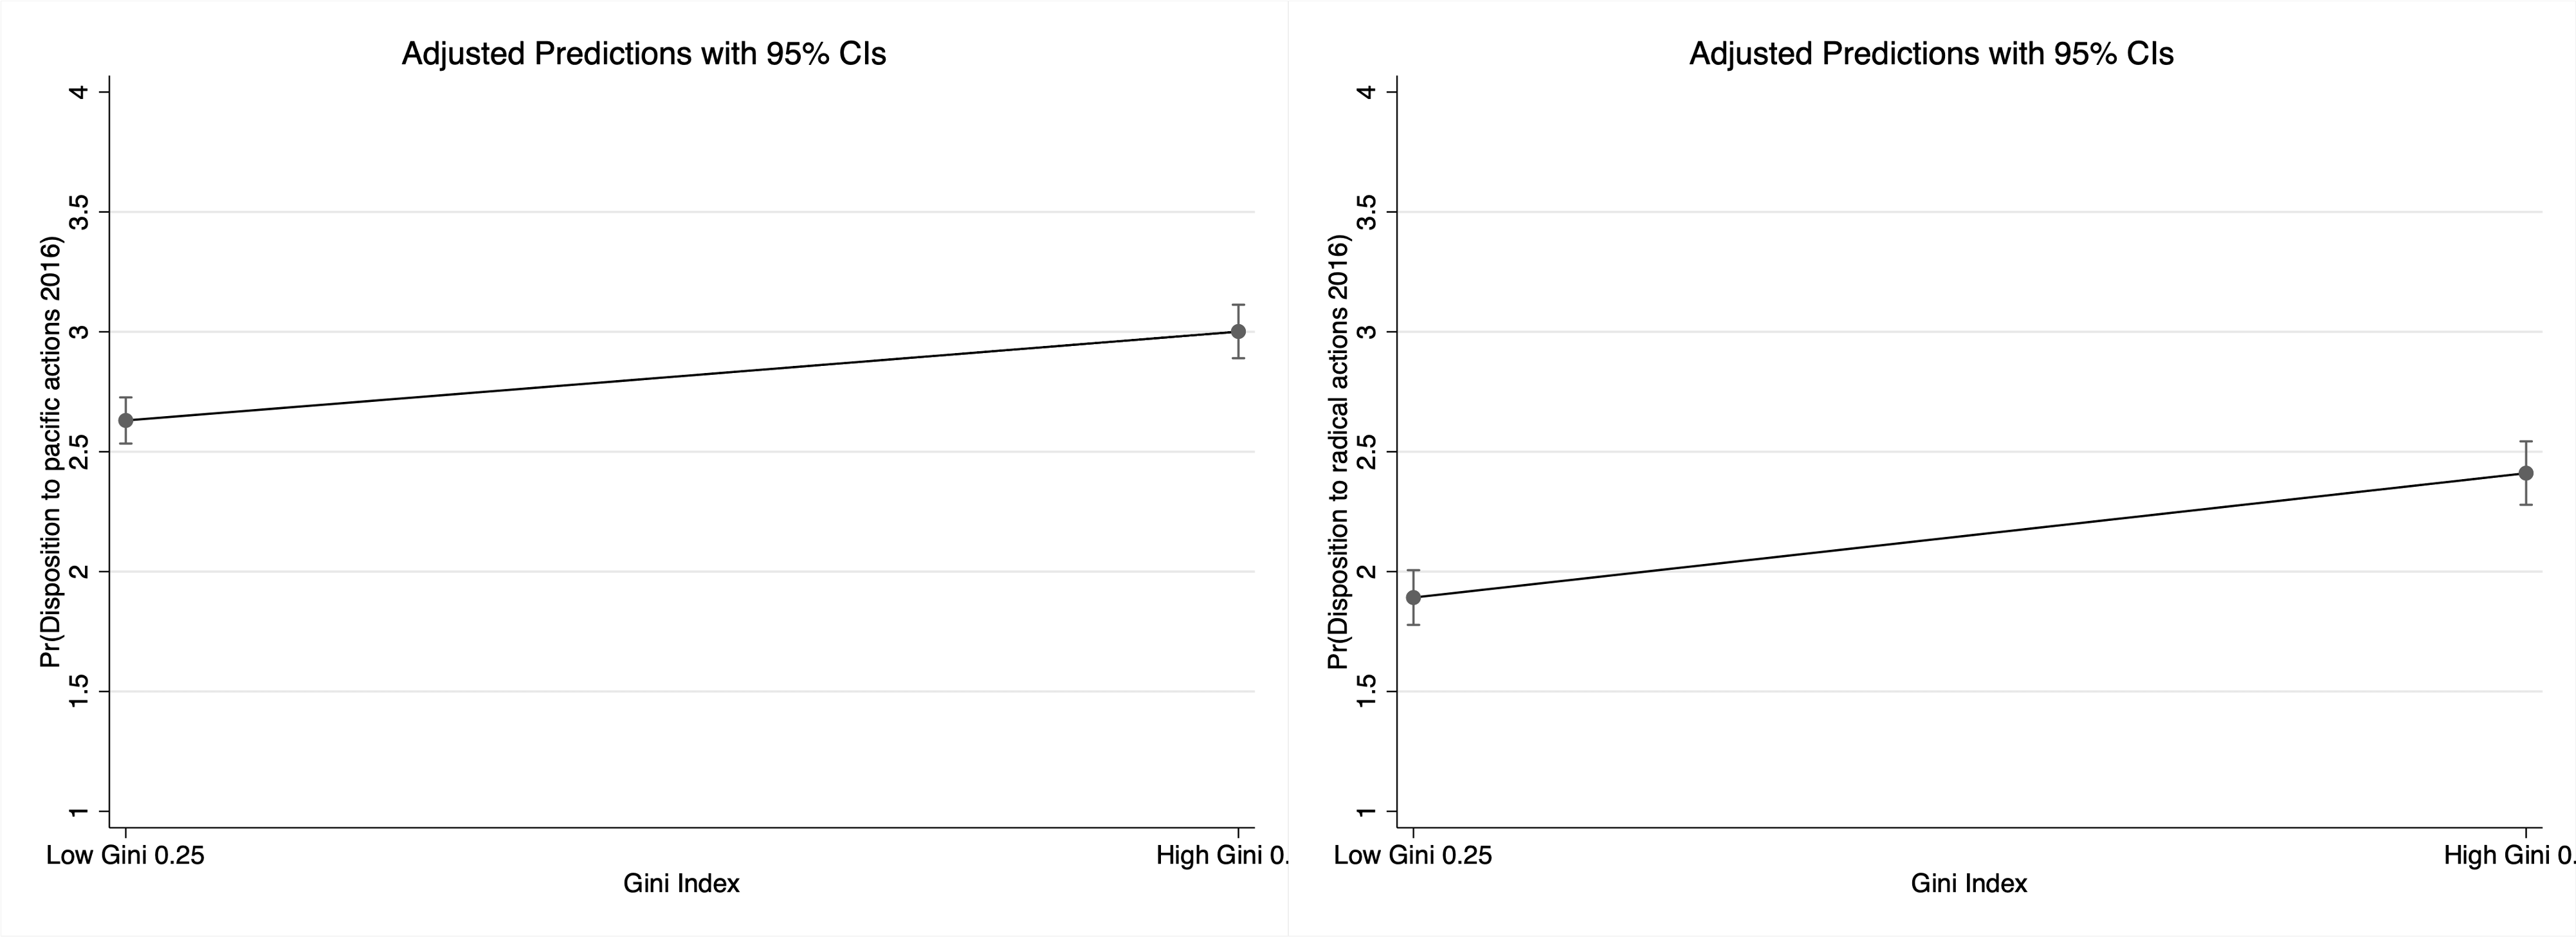 Adjusted Predictions with 95% CIs
Pr(Disposition to pacific actions 2016)
4
3.5
3
2.5
2
1.5
1
Low Gini 0.25
High Gini 0.
Gini Index
Adjusted Predictions with 95% CIs
Pr(Disposition to radical actions 2016)
4
3.5
3
2.5
2
1.5
1
Low Gini 0.25
High Gini 0.
Gini Index